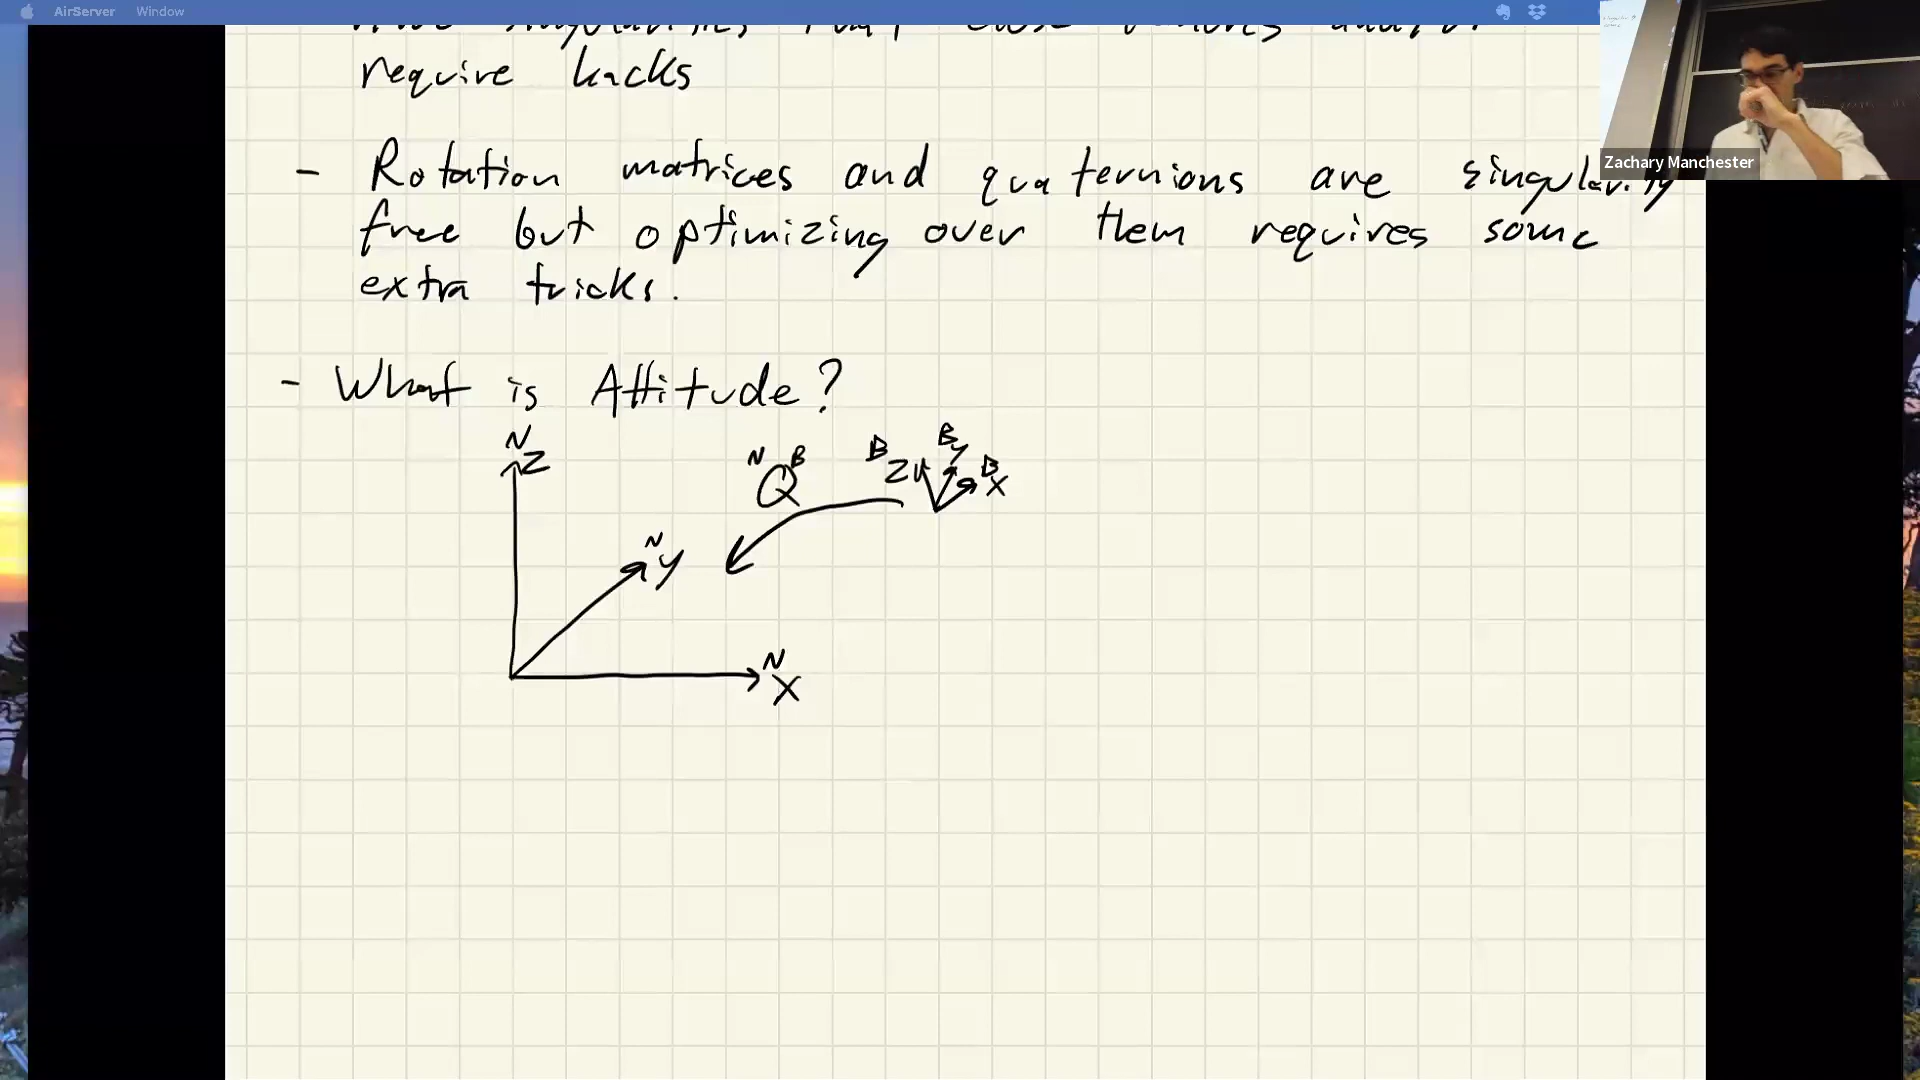 AirServer Window
require hacks
- Rotation matrices and quaternions are singularity
free but optimizing over them requires some
extra tricks.
- What is Attitude?
N Z
N Q B
B Z
B y
B X
N y
N X
Zachary Manchester